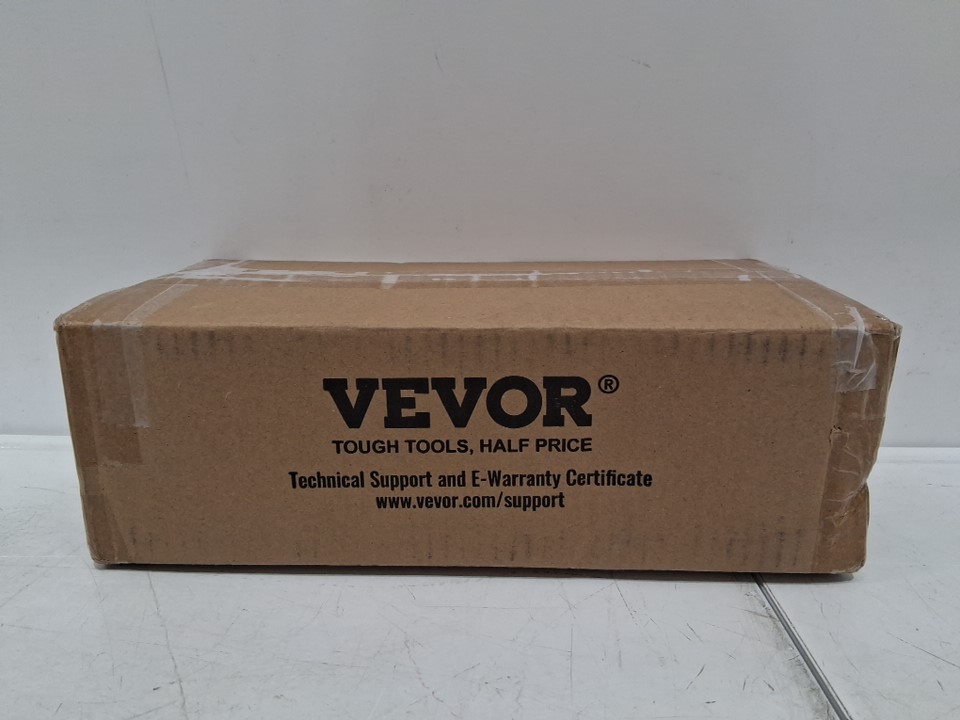 VEVOR®
TOUGH TOOLS, HALF PRICE
Technical Support and E-Warranty Certificate
www.vevor.com/support